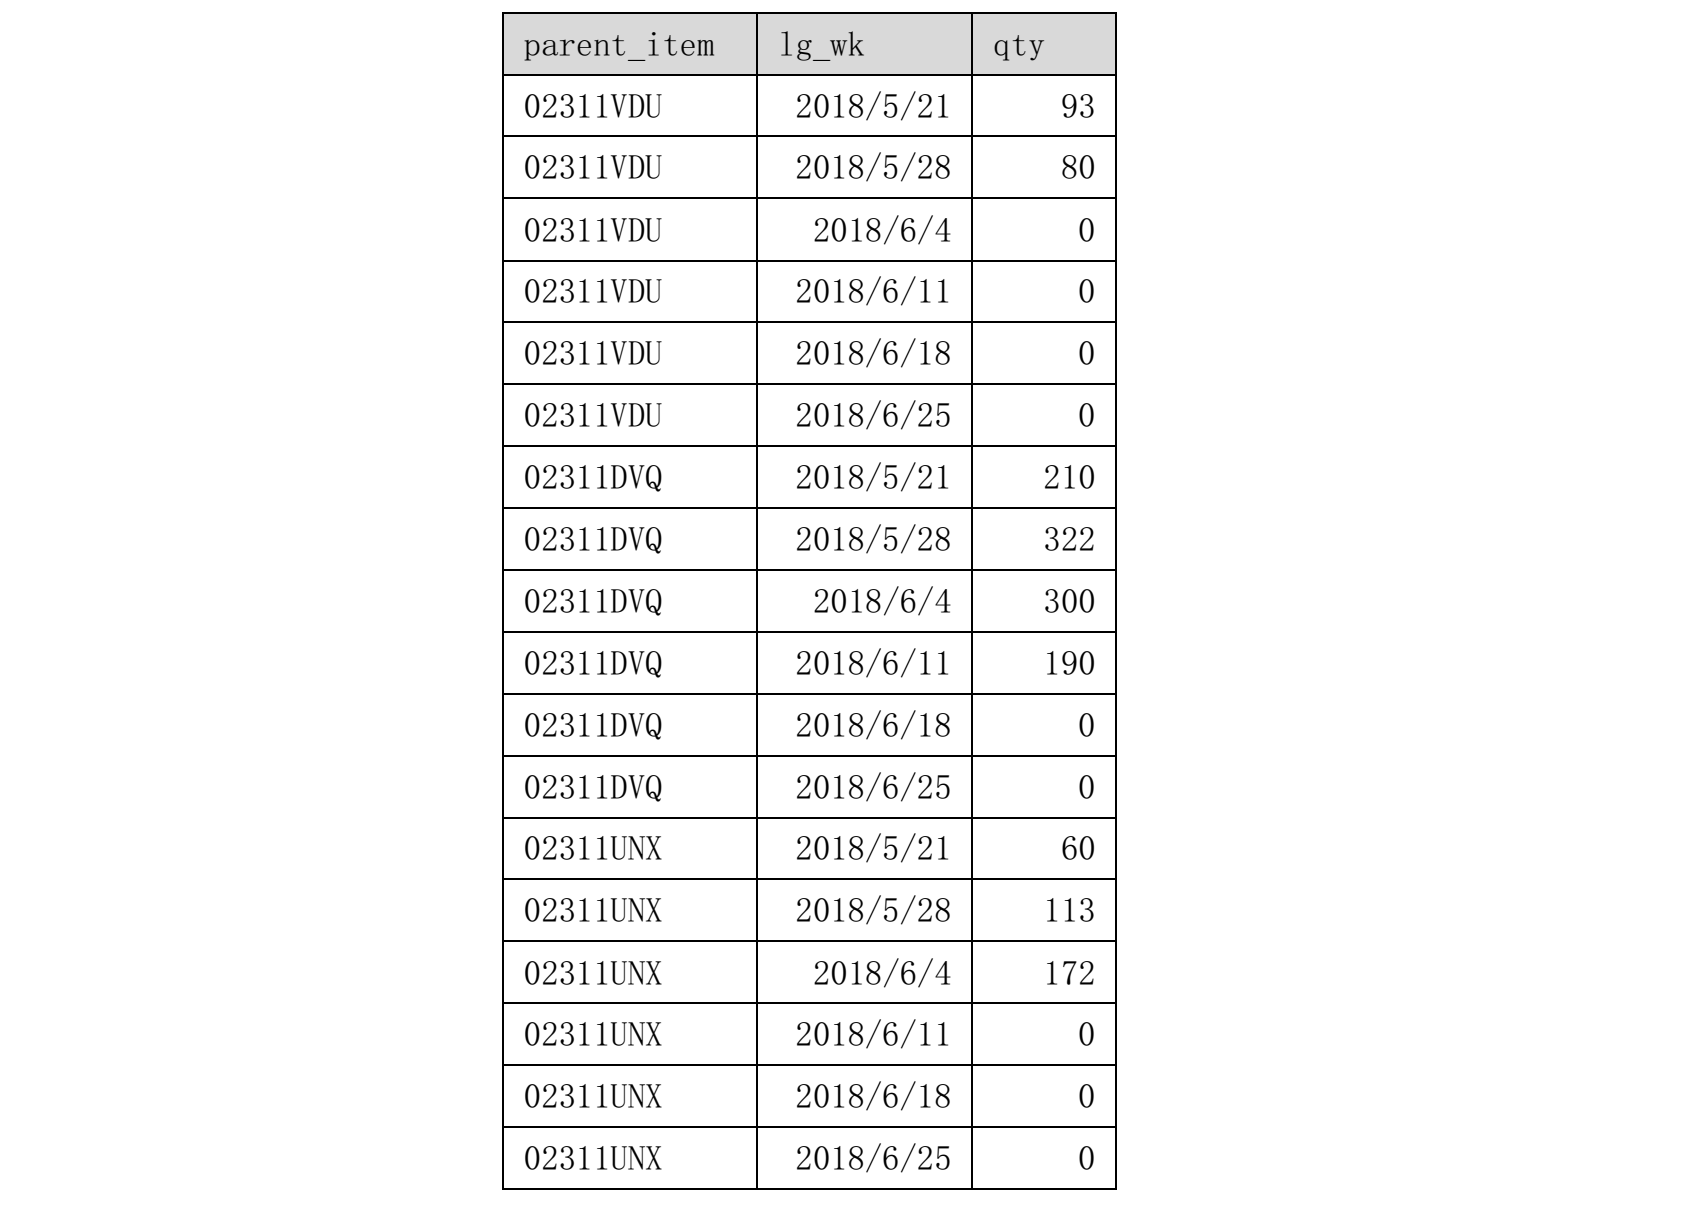 parent_item lg_wk qty
02311VDU 2018/5/21 93
02311VDU 2018/5/28 80
02311VDU 2018/6/4 0
02311VDU 2018/6/11 0
02311VDU 2018/6/18 0
02311VDU 2018/6/25 0
02311DVQ 2018/5/21 210
02311DVQ 2018/5/28 322
02311DVQ 2018/6/4 300
02311DVQ 2018/6/11 190
02311DVQ 2018/6/18 0
02311DVQ 2018/6/25 0
02311UNX 2018/5/21 60
02311UNX 2018/5/28 113
02311UNX 2018/6/4 172
02311UNX 2018/6/11 0
02311UNX 2018/6/18 0
02311UNX 2018/6/25 0